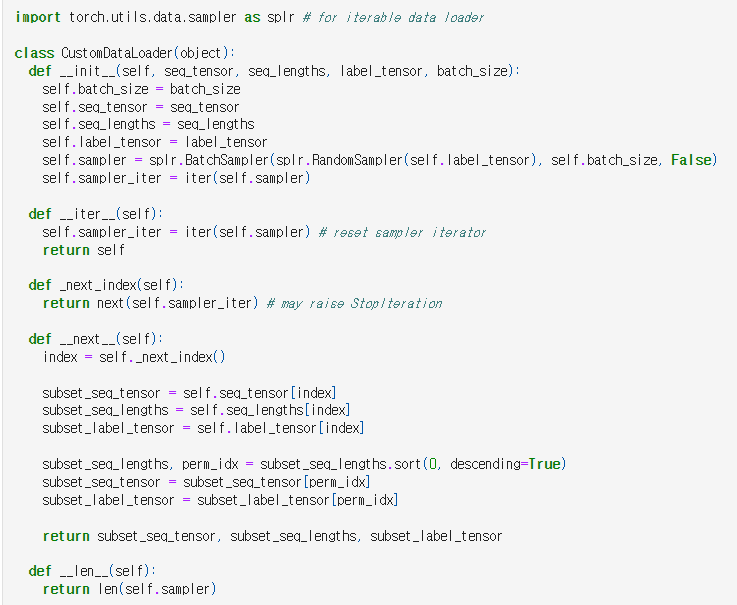 import torch.utils.data.sampler as splr # for iterable data loader
class CustomDataLoader(object):
def __init__(self, seq_tensor, seq_lengths, label_tensor, batch_size):
self.batch_size = batch_size
self.seq_tensor = seq_tensor
self.seq_lengths = seq_lengths
self.label_tensor = label_tensor
self.sampler = splr.BatchSampler(splr.RandomSampler(self.label_tensor), self.batch_size, False)
self.sampler_iter = iter(self.sampler)
def __iter__(self):
self.sampler_iter = iter(self.sampler) # reset sampler iterator
return self
def _next_index(self):
return next(self.sampler_iter) # may raise StopIteration
def __next__(self):
index = self._next_index()
subset_seq_tensor = self.seq_tensor[index]
subset_seq_lengths = self.seq_lengths[index]
subset_label_tensor = self.label_tensor[index]
subset_seq_lengths, perm_idx = subset_seq_lengths.sort(0, descending=True)
subset_seq_tensor = subset_seq_tensor[perm_idx]
subset_label_tensor = subset_label_tensor[perm_idx]
return subset_seq_tensor, subset_seq_lengths, subset_label_tensor
def __len__(self):
return len(self.sampler)